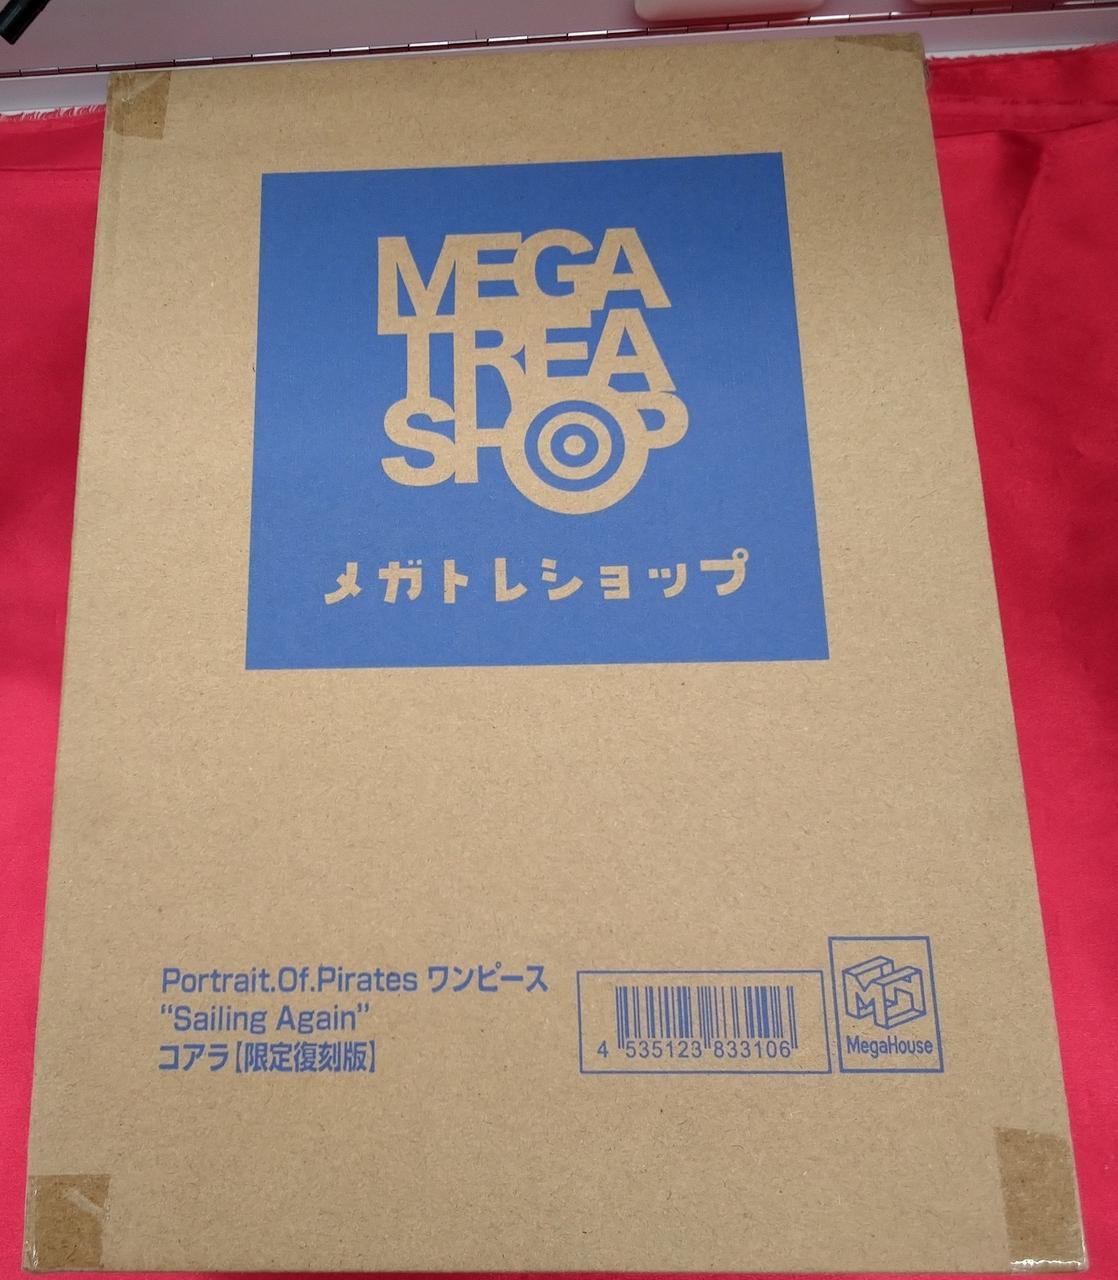 MEGA
TREA
SHOP
メガトレショップ
Portrait.Of.Pirates ワンピース
“Sailing Again”
コアラ【限定復刻版】
4 535123 833106
MegaHouse